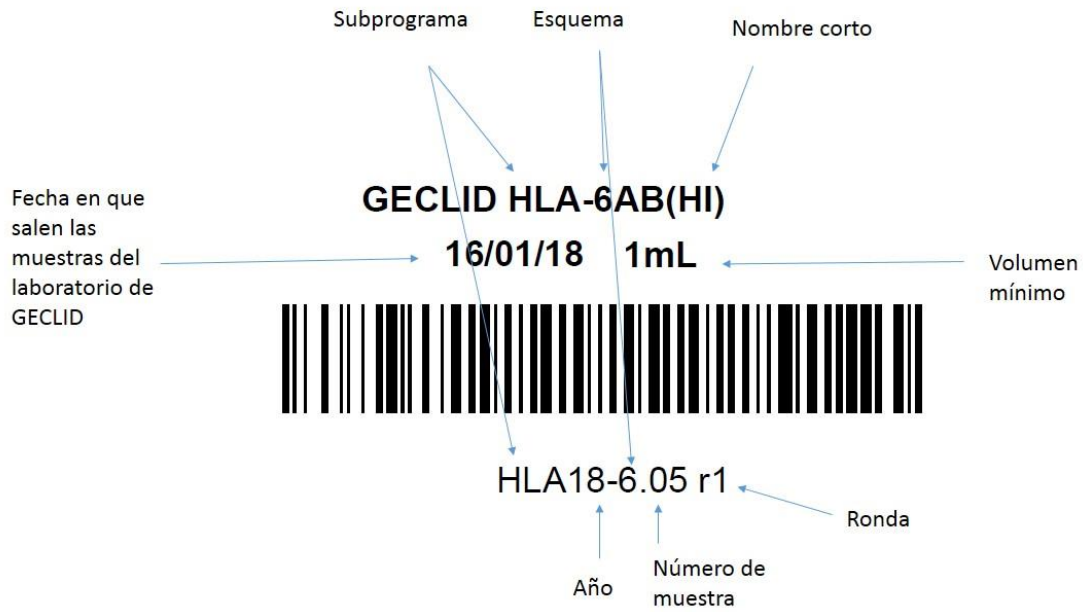 Subprograma
Esquema
Nombre corto
GECLID HLA-6AB(HI)
Fecha en que
salen las
muestras del
laboratorio de
GECLID
16/01/18 1mL
Volumen
mínimo
HLA18-6.05 r1
Ronda
Año
Número de
muestra